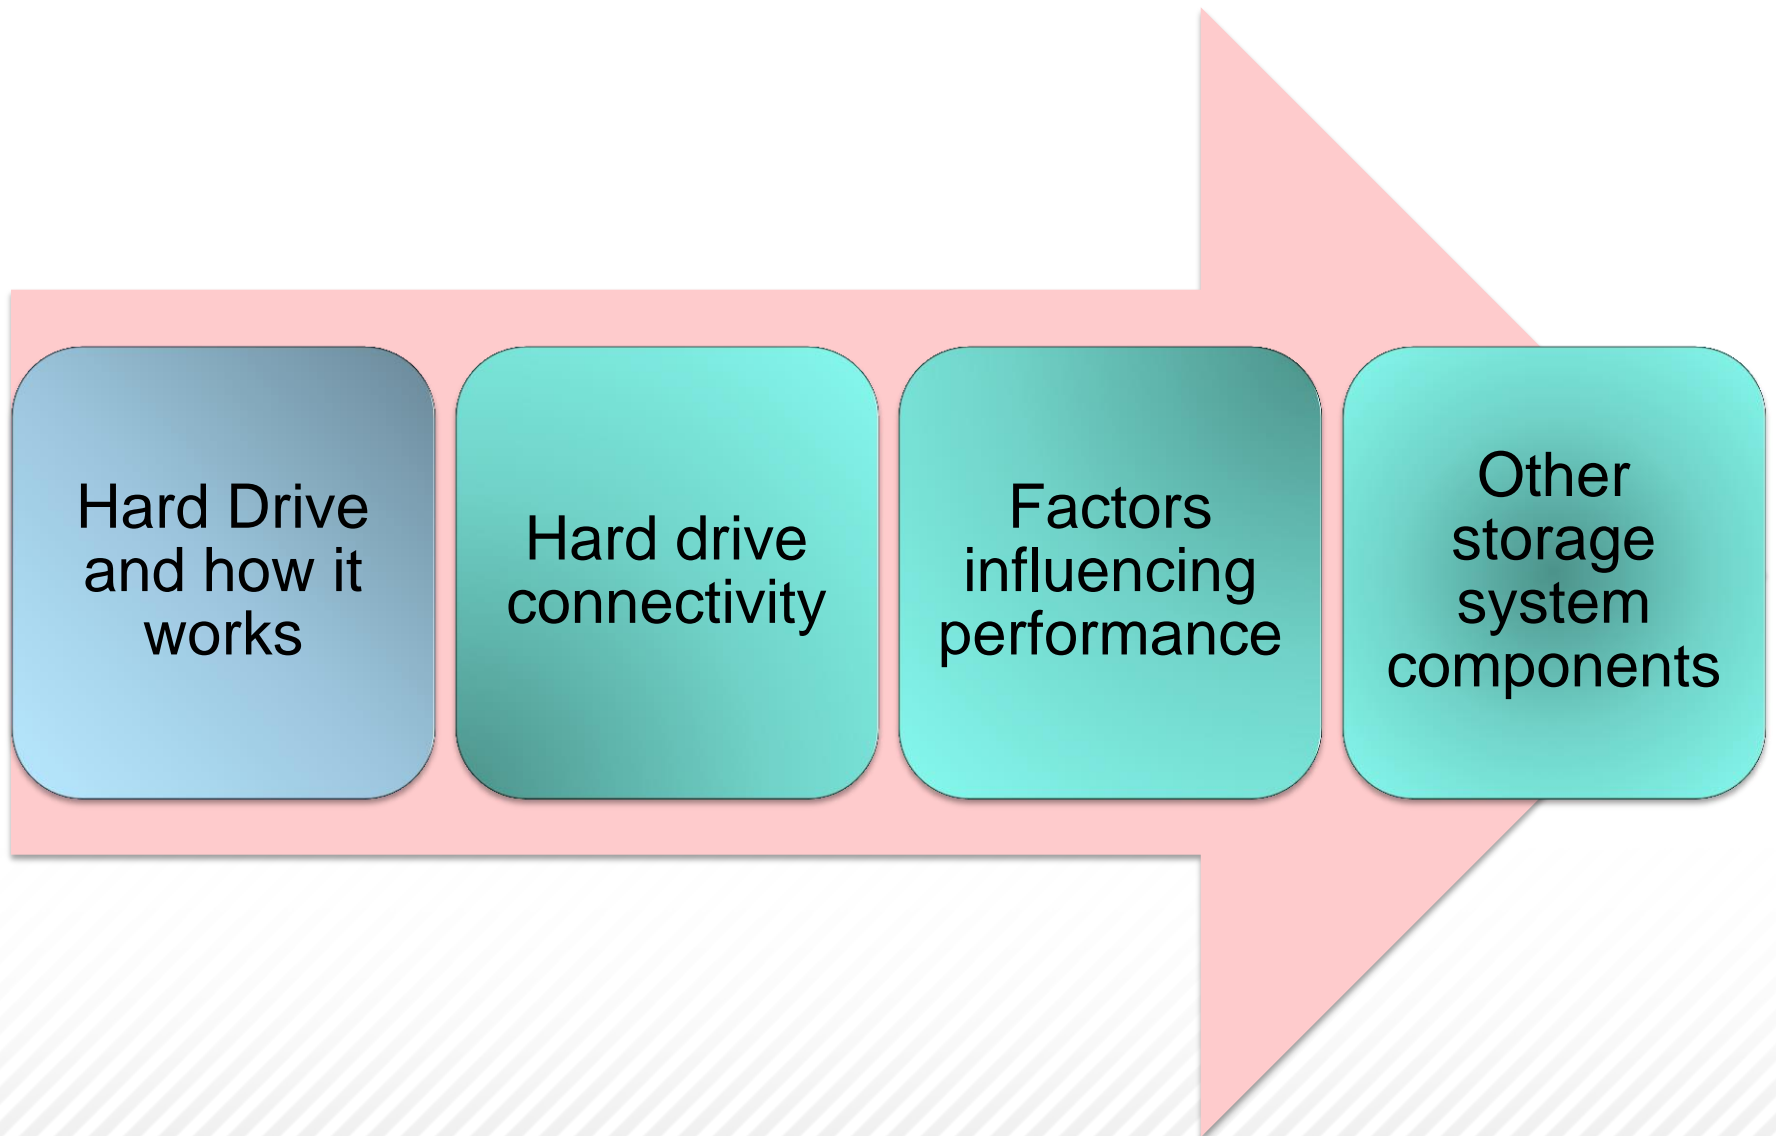 Hard Drive
and how it
works
Hard drive
connectivity
Factors
influencing
performance
Other
storage
system
components